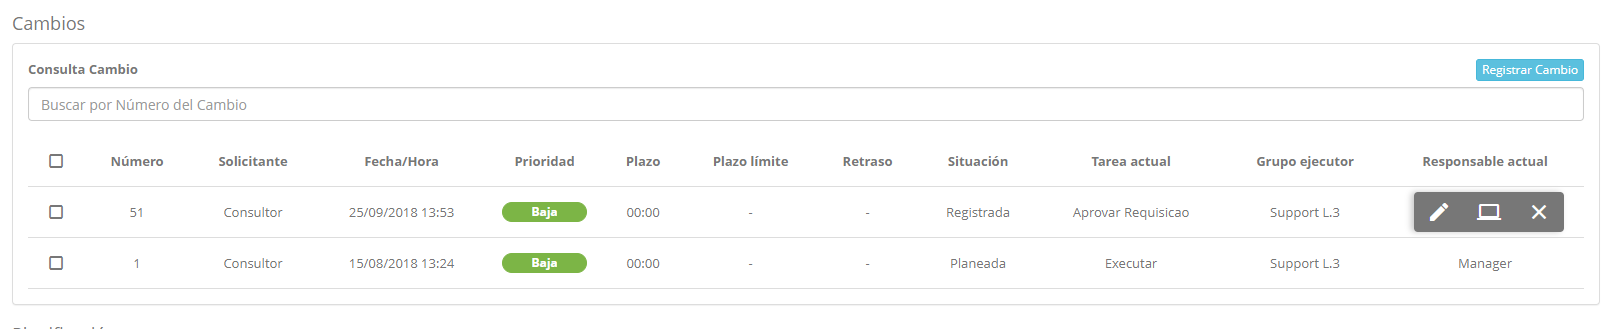 Cambios
Consulta Cambio
Registrar Cambio
Buscar por Número del Cambio
Número Solicitante Fecha/Hora Prioridad Plazo Plazo límite Retraso Situación Tarea actual Grupo ejecutor Responsable actual
51 Consultor 25/09/2018 13:53 Baja 00:00 - - Registrada Aprovar Requisicao Support L.3
1 Consultor 15/08/2018 13:24 Baja 00:00 - - Planeada Executar Support L.3 Manager